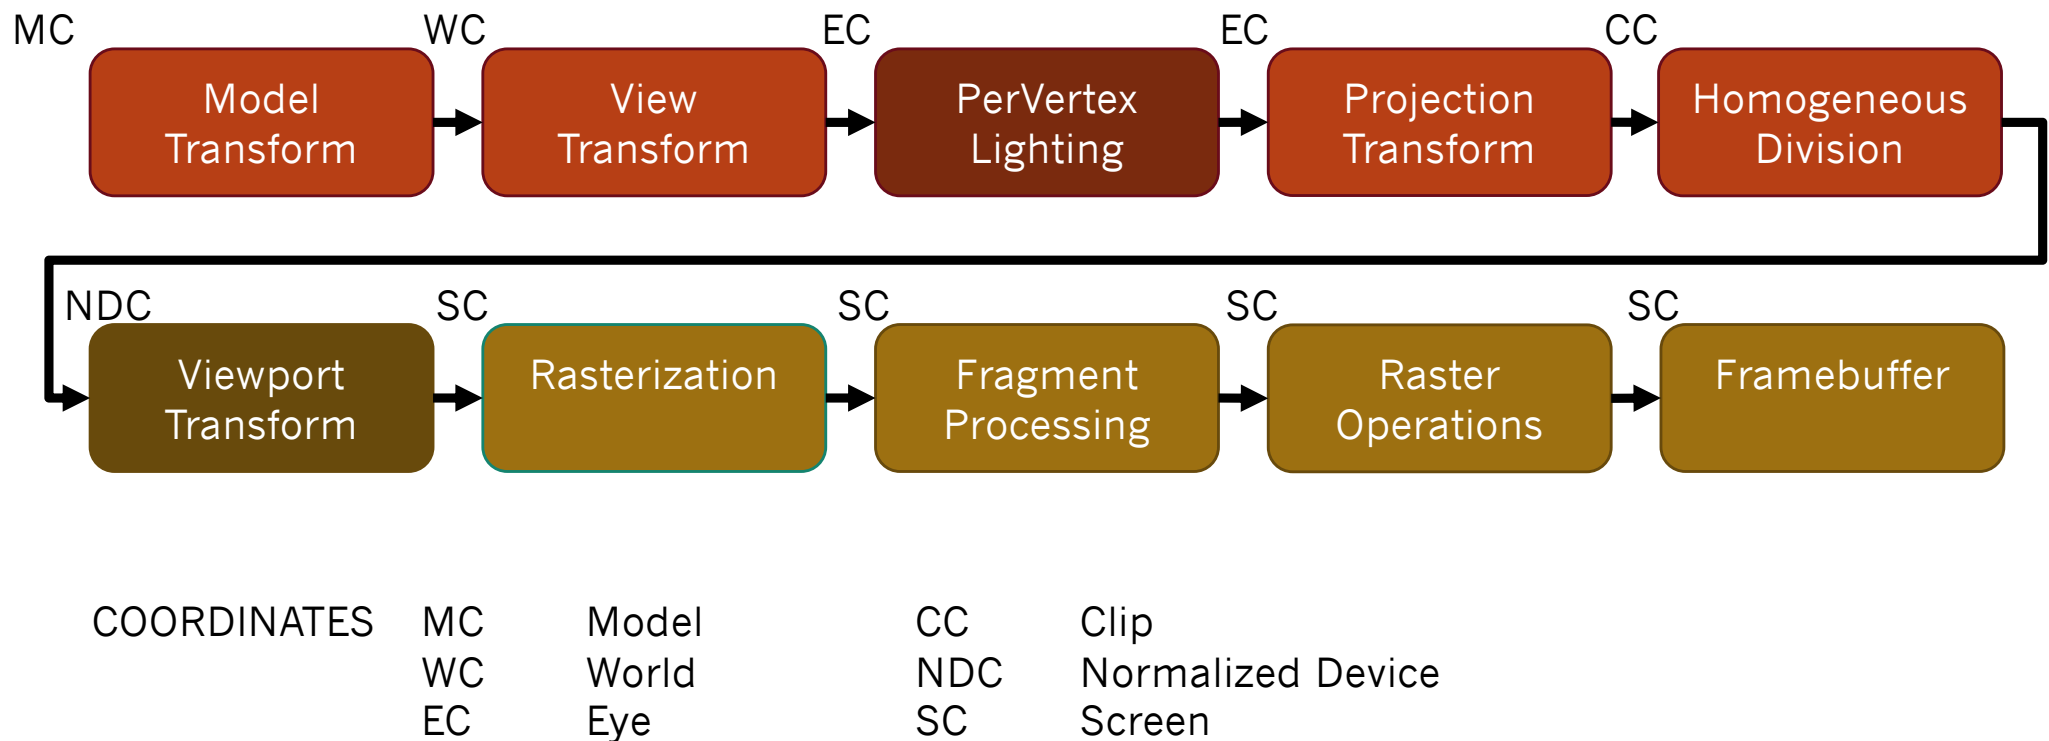 MC WC EC EC CC
Model View PerVertex Projection Homogeneous
Transform Transform Lighting Transform Division
NDC SC SC SC SC
Viewport Rasterization Fragment Raster Framebuffer
Transform Processing Operations
COORDINATES MC Model CC Clip
WC World NDC Normalized Device
EC Eye SC Screen